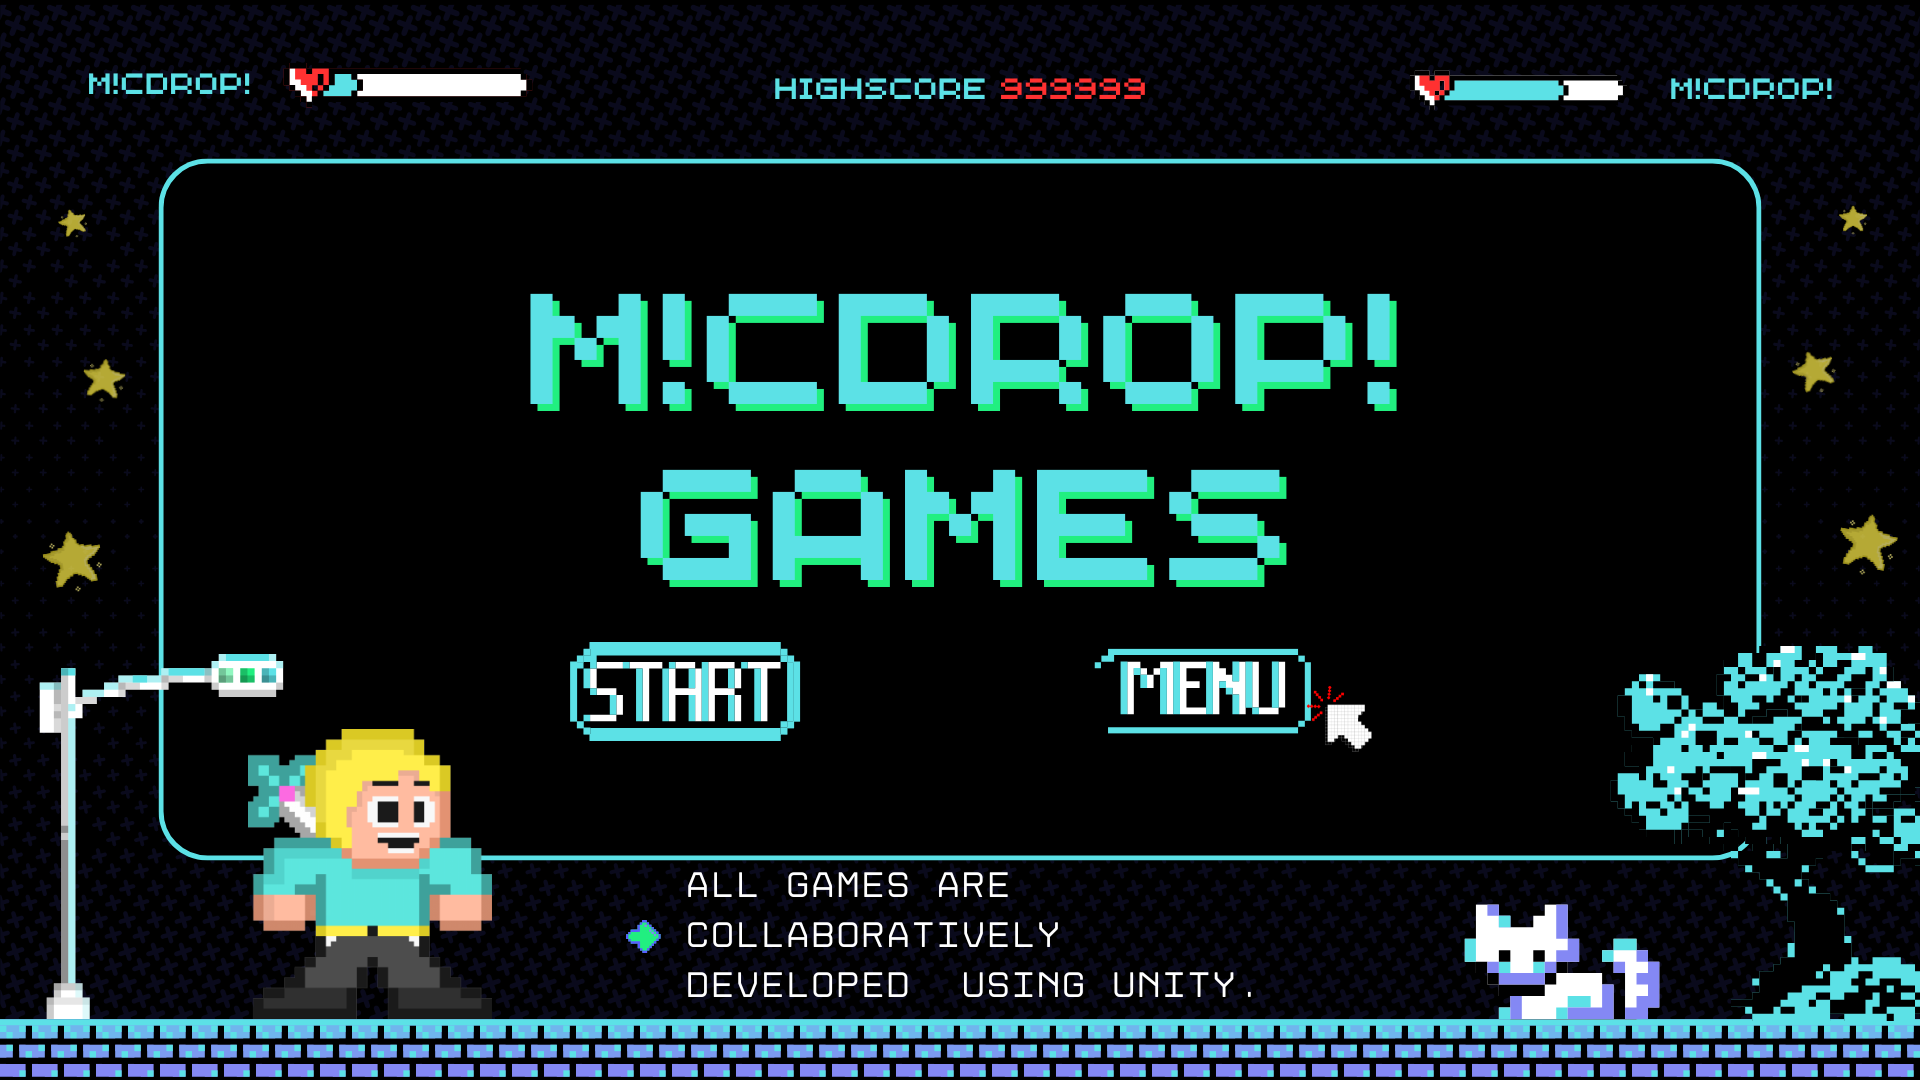 M!CDROP!
HIGHSCORE 999999
M!CDROP!
M!CDROP!
GAMES
START
MENU
ALL GAMES ARE
COLLABORATIVELY
DEVELOPED USING UNITY.